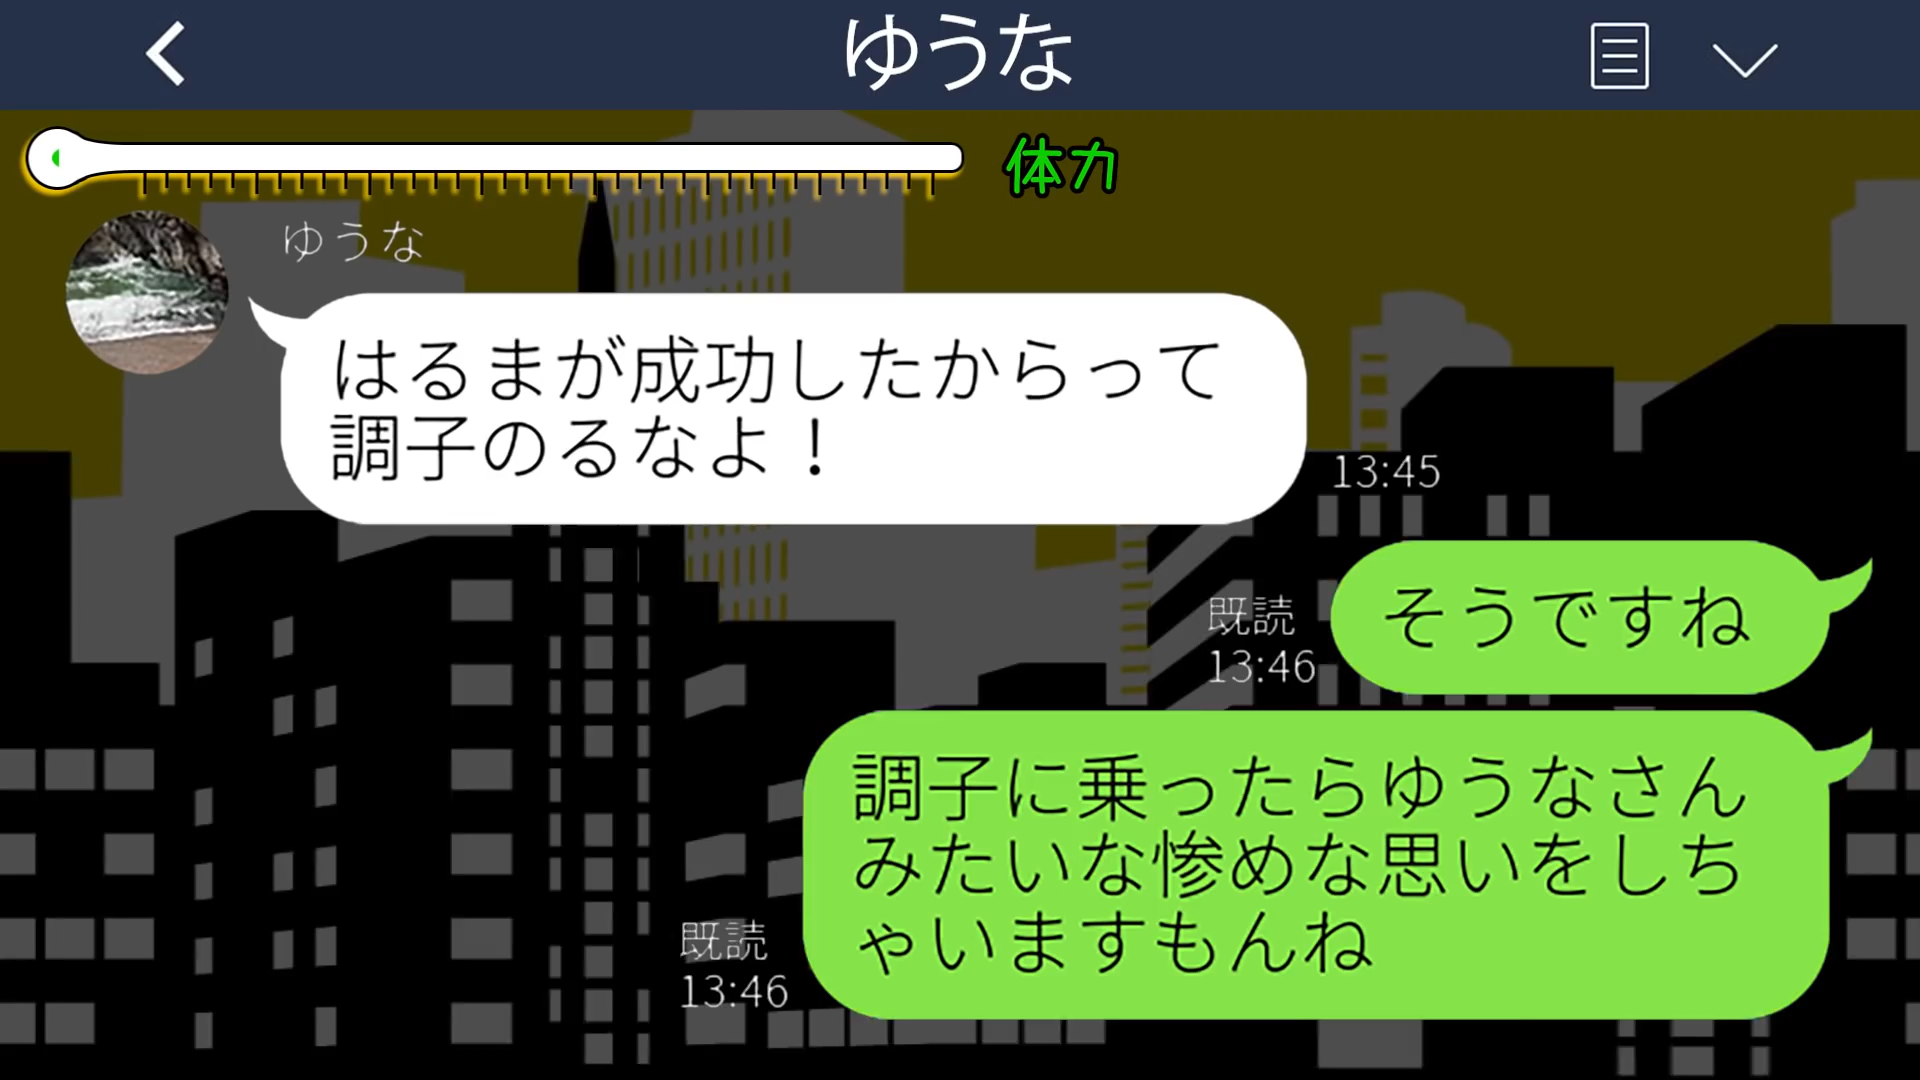 ゆうな
体力
ゆうな
はるまが成功したからって
調子のるなよ！
13:45
そうですね
既読
13:46
調子に乗ったらゆうなさん
みたいな惨めな思いをしち
ゃいますもんね
既読
13:46